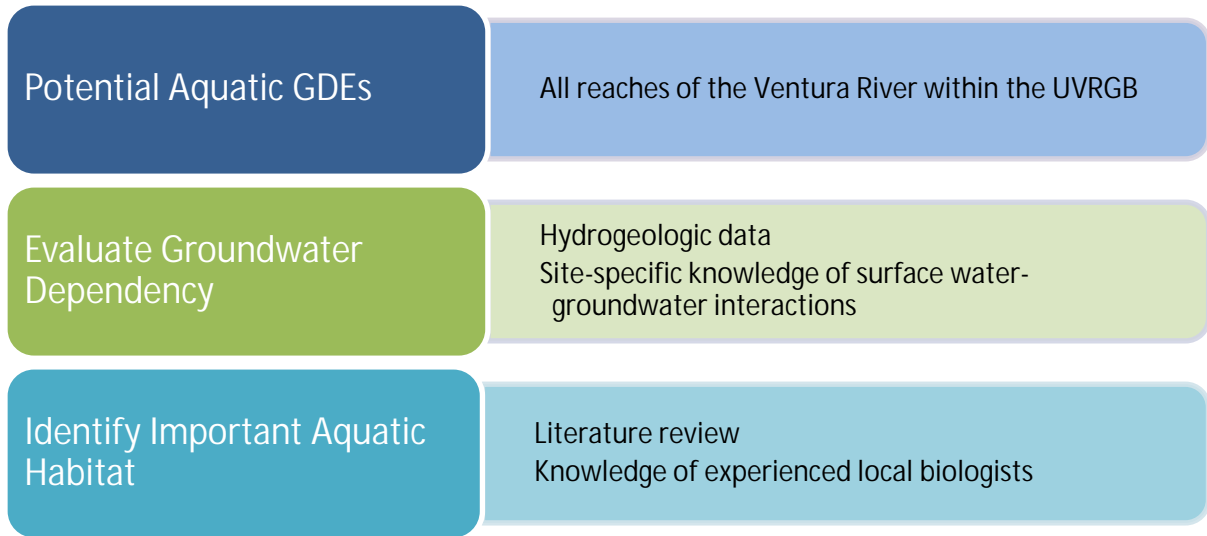 Potential Aquatic GDEs
All reaches of the Ventura River within the UVRGB
Evaluate Groundwater
Dependency
Hydrogeologic data
Site-specific knowledge of surface water-
groundwater interactions
Identify Important Aquatic
Habitat
Literature review
Knowledge of experienced local biologists